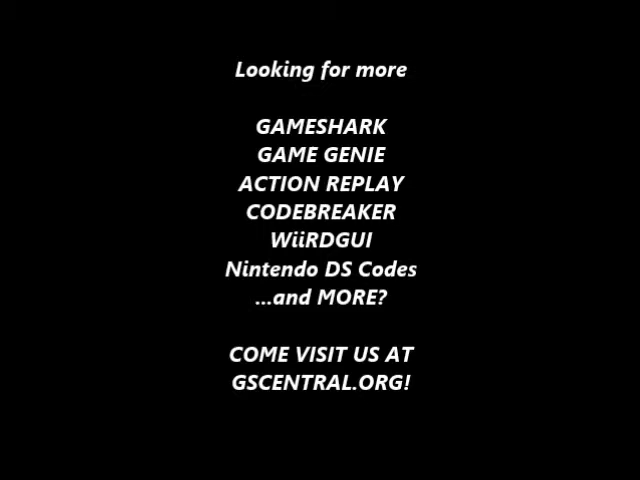 Looking for more
GAMESHARK
GAME GENIE
ACTION REPLAY
CODEBREAKER
WiiRDGUI
Nintendo DS Codes
...and MORE?
COME VISIT US AT
GSCENTRAL.ORG!